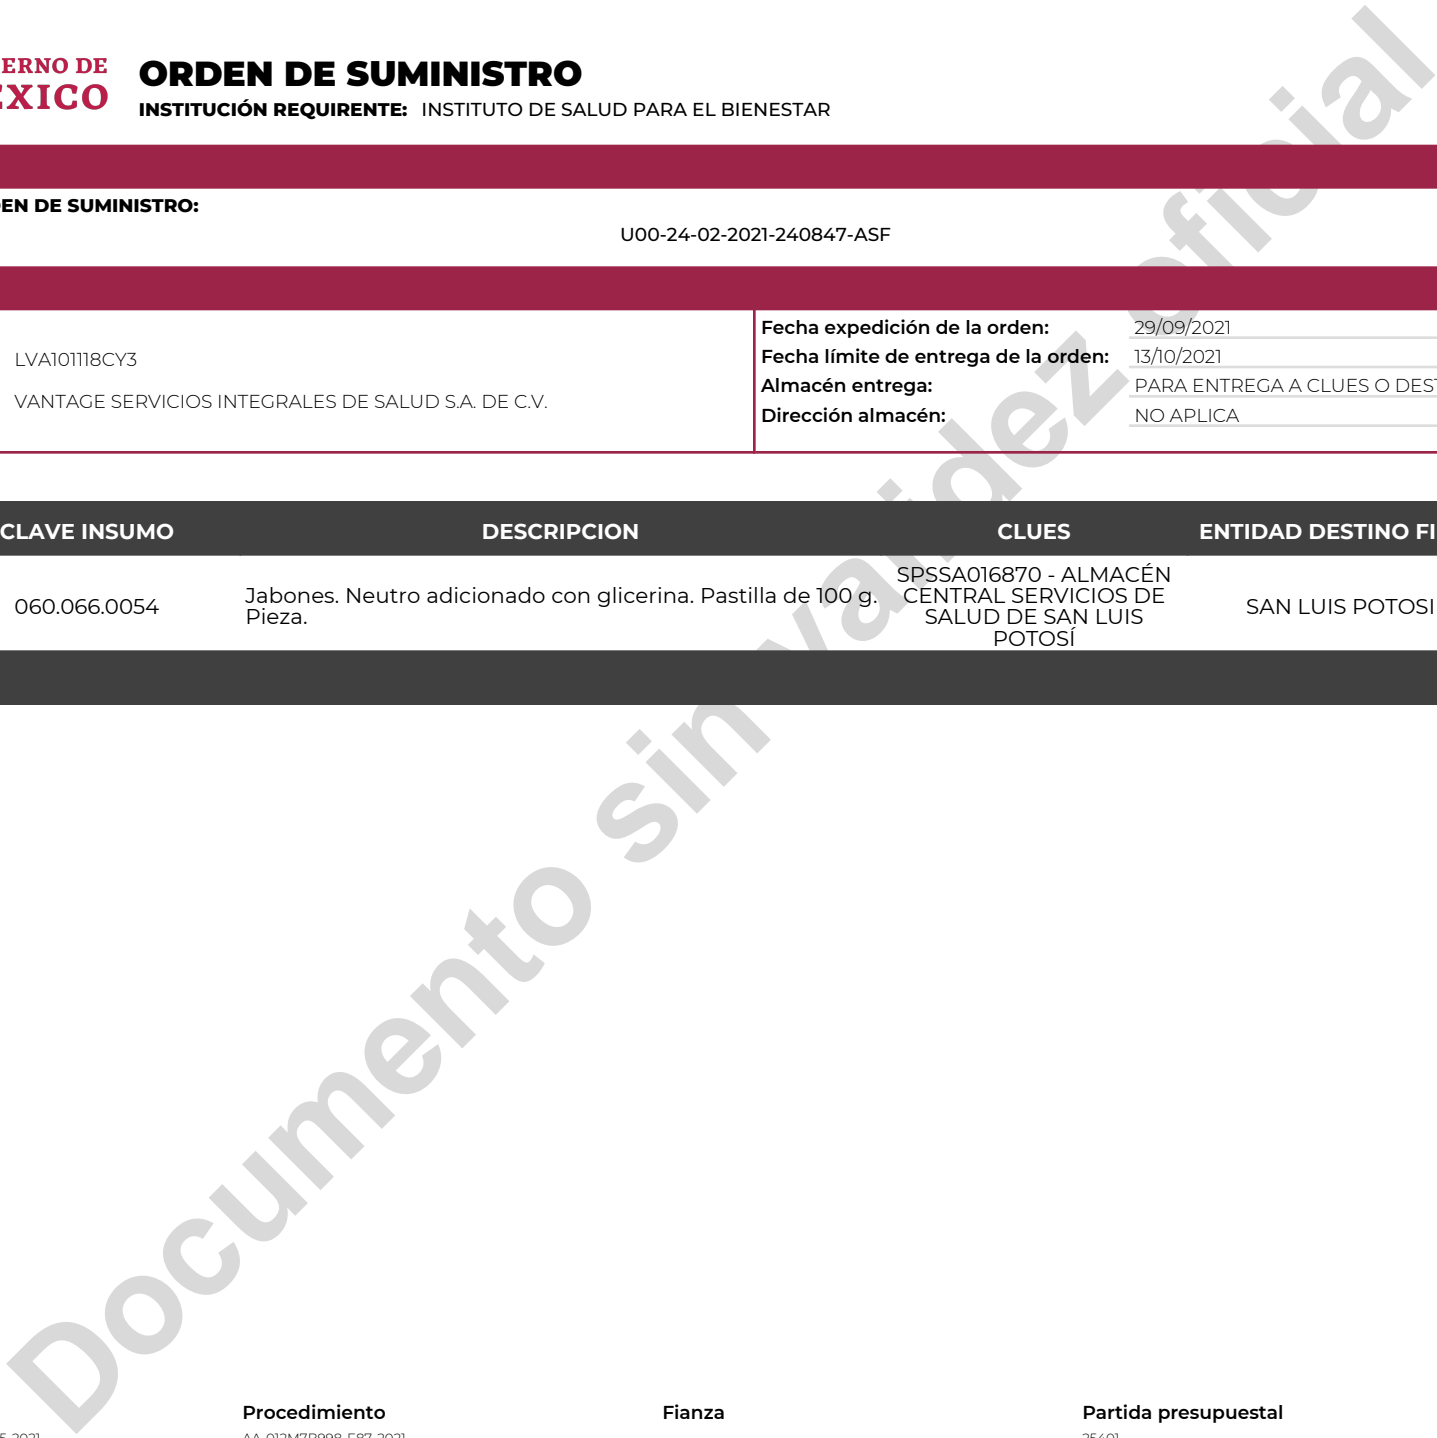 ERNO DE
EXICO
ORDEN DE SUMINISTRO
INSTITUCIÓN REQUIRENTE: INSTITUTO DE SALUD PARA EL BIENESTAR
EN DE SUMINISTRO:
U00-24-02-2021-240847-ASF
LVA101118CY3
VANTAGE SERVICIOS INTEGRALES DE SALUD S.A. DE C.V.
Fecha expedición de la orden: 29/09/2021
Fecha límite de entrega de la orden: 13/10/2021
Almacén entrega: PARA ENTREGA A CLUES O DEST
Dirección almacén: NO APLICA
CLAVE INSUMO DESCRIPCION CLUES ENTIDAD DESTINO FI
060.066.0054
Jabones. Neutro adicionado con glicerina. Pastilla de 100 g.
Pieza.
SPSSA016870 - ALMACÉN
CENTRAL SERVICIOS DE
SALUD DE SAN LUIS
POTOSÍ
SAN LUIS POTOSI
Documento sin validez oficial
Procedimiento Fianza Partida presupuestal